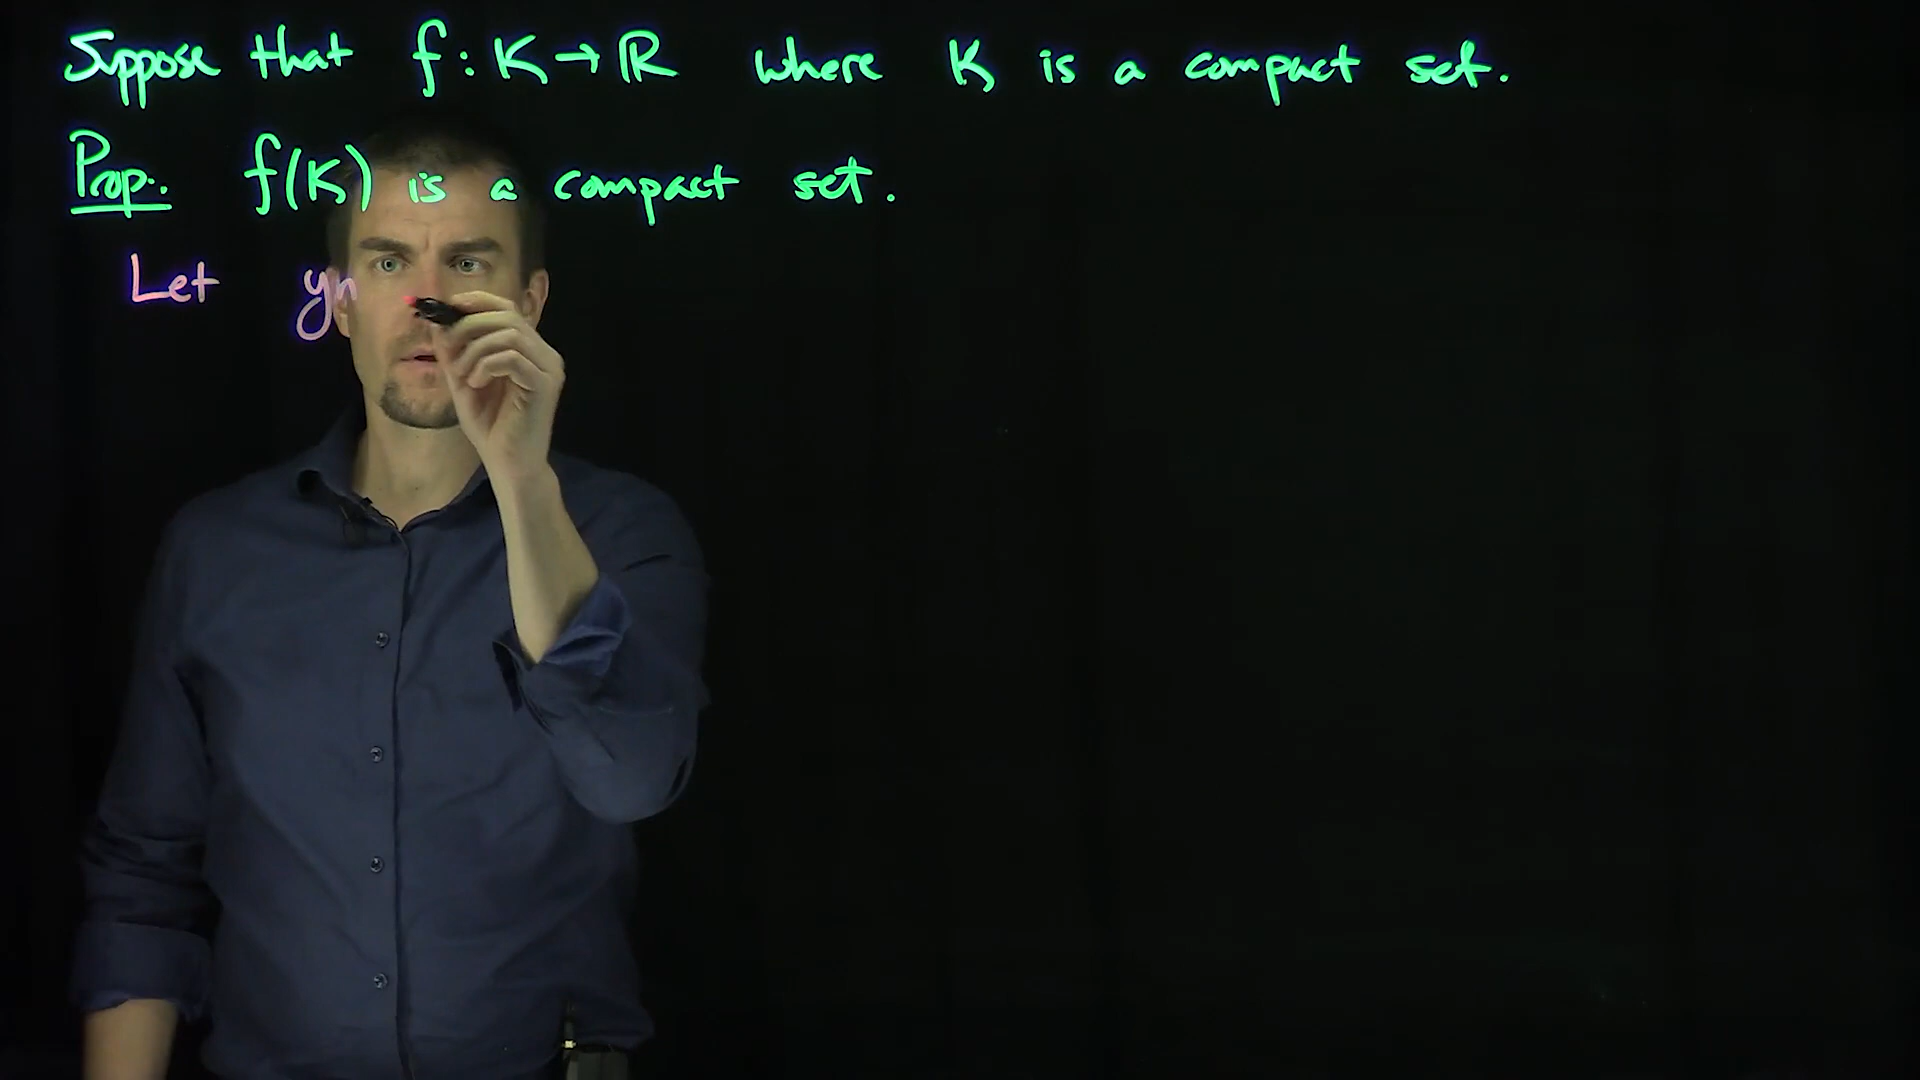 Suppose that f: K → ℝ where K is a compact set.
Prop.: f(K) is a compact set.
Let yn